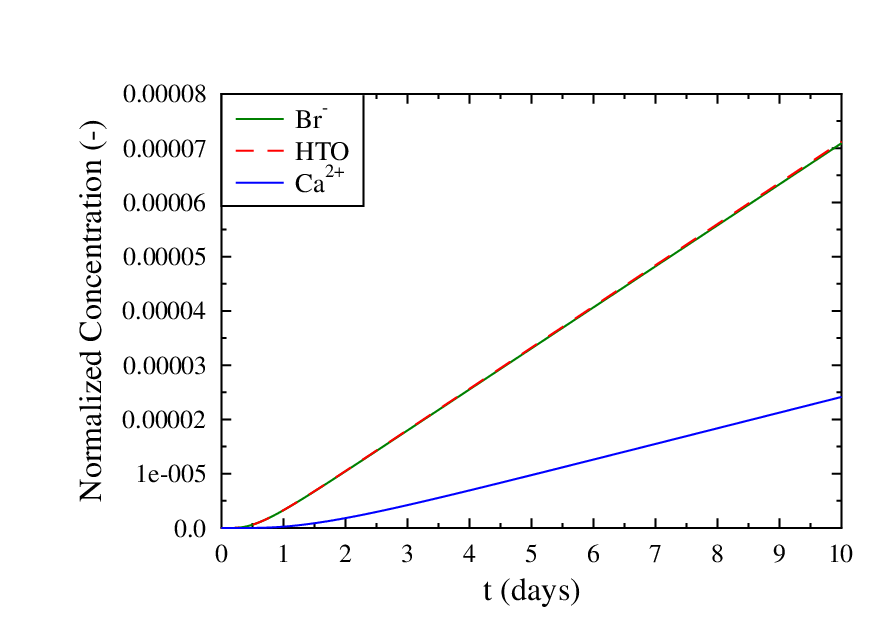 0.00008
0.00007
0.00006
0.00005
0.00004
0.00003
0.00002
1e-005
0.0
Normalized Concentration (-)
Br⁻
HTO
Ca²⁺
0 1 2 3 4 5 6 7 8 9 10
t (days)